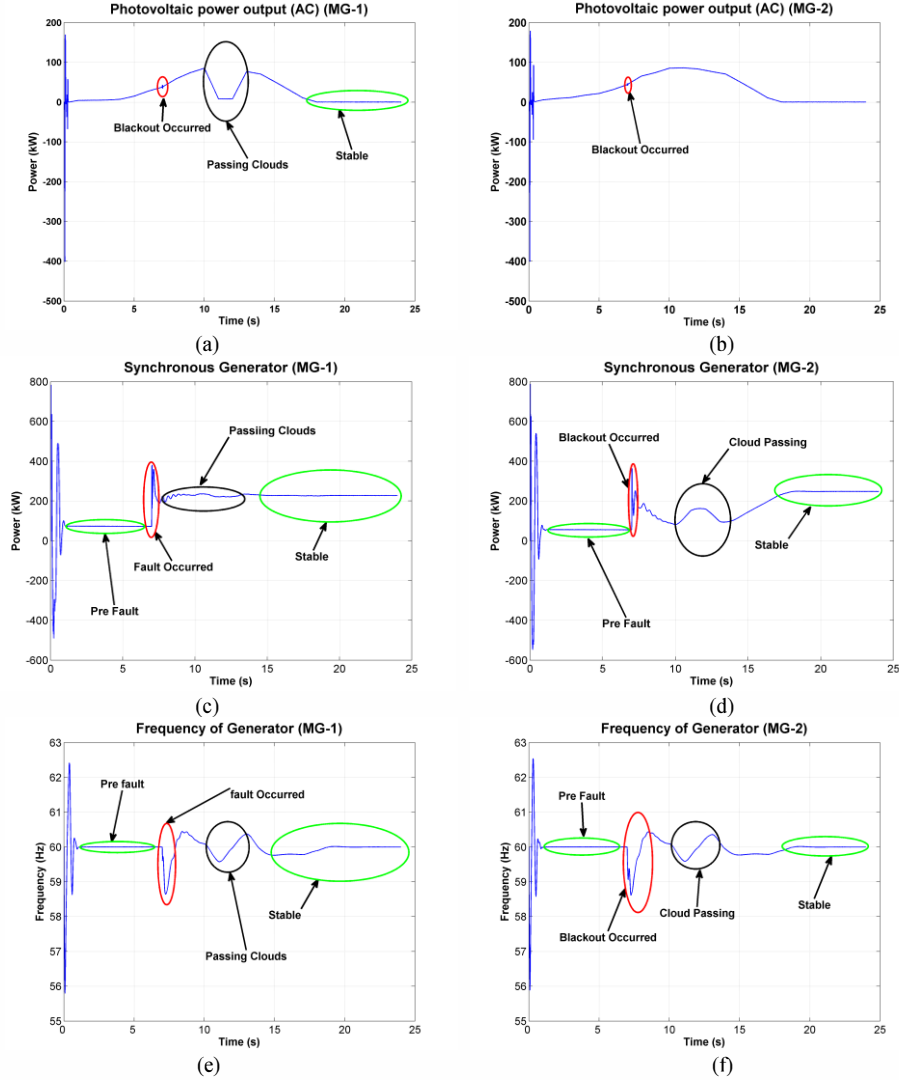 Photovoltaic power output (AC) (MG-1)
200
100
0
-100
-200
-300
-400
-500
0
5
10
15
20
25
Power (kW)
Time (s)
Blackout Occurred
Passing Clouds
Stable
(a)
Photovoltaic power output (AC) (MG-2)
200
100
0
-100
-200
-300
-400
-500
0
5
10
15
20
25
Power (kW)
Time (s)
Blackout Occurred
(b)
Synchronous Generator (MG-1)
800
600
400
200
0
-200
-400
-600
0
5
10
15
20
25
Power (kW)
Time (s)
Passiing Clouds
Fault Occurred
Stable
Pre Fault
(c)
Synchronous Generator (MG-2)
800
600
400
200
0
-200
-400
-600
0
5
10
15
20
25
Power (kW)
Time (s)
Blackout Occurred
Cloud Passing
Stable
Pre Fault
(d)
Frequency of Generator (MG-1)
63
62
61
60
59
58
57
56
55
0
5
10
15
20
25
Frequency (Hz)
Time (s)
Pre fault
fault Occurred
Stable
Passing Clouds
(e)
Frequency of Generator (MG-2)
63
62
61
60
59
58
57
56
55
0
5
10
15
20
25
Frequency (Hz)
Time (s)
Pre Fault
Cloud Passing
Stable
Blackout Occurred
(f)